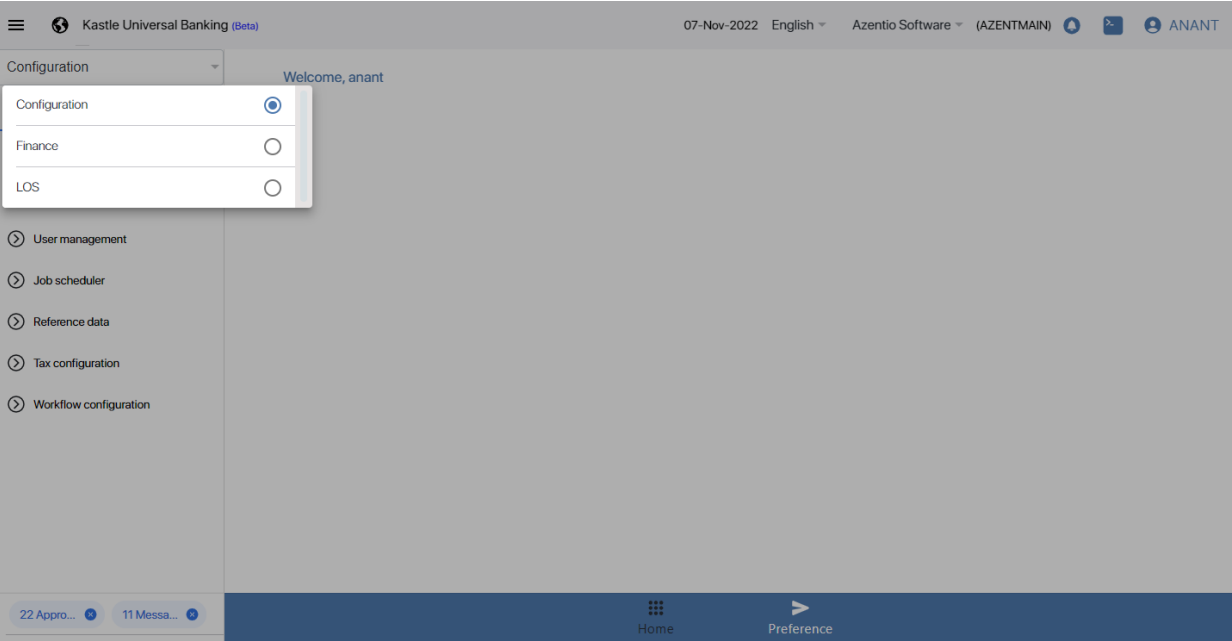 Kastle Universal Banking (Beta)
07-Nov-2022 English Azentio Software (AZENTMAIN) ANANT
Configuration
Welcome, anant
Configuration
Finance
LOS
User management
Job scheduler
Reference data
Tax configuration
Workflow configuration
22 Appro... 11 Messa...
Home Preference